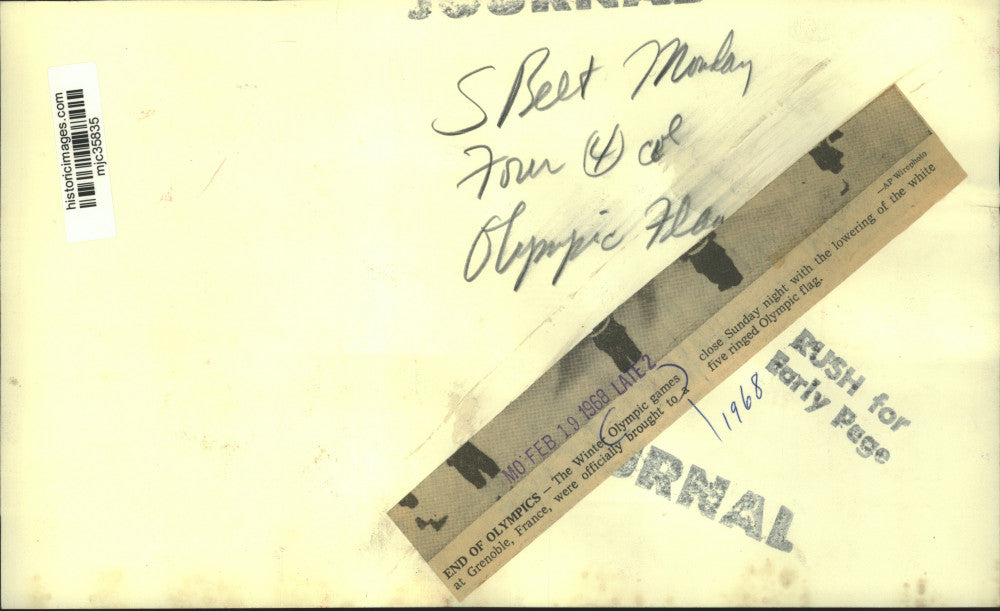 JOURNAL
historicimages.com
mjc35835
S Belt Monday
Four (4) col
Olympic Flag
—AP Wirephoto
MO FEB 19 1968 LATE 2
END OF OLYMPICS — The Winter Olympic games
at Grenoble, France, were officially brought to a
close Sunday night with the lowering of the white
five ringed Olympic flag.
1968
RUSH for
Early Page
URNAL